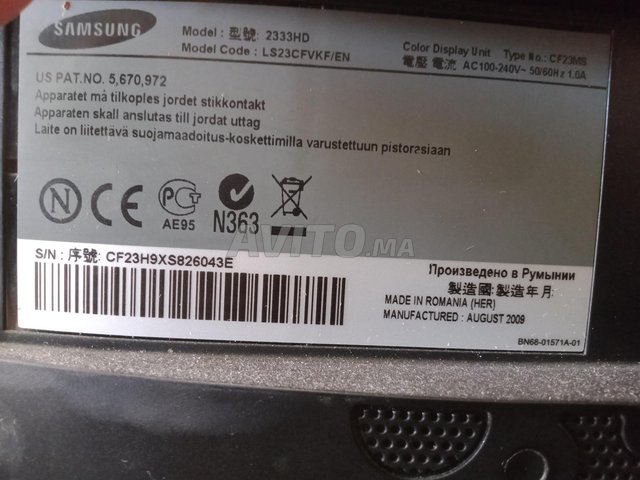 SAMSUNG
Model : 型號: 2333HD
Model Code : LS23CFVKF/EN
Color Display Unit Type No.: CF23MS
電壓 電流 AC100-240V~ 50/60Hz 1.0A
US PAT.NO. 5,670,972
Apparatet må tilkoples jordet stikkontakt
Apparaten skall anslutas till jordat uttag
Laite on liitettävä suojamaadoitus-koskettimilla varustettuun pistorasiaan
N
CE
PCT
AE95
N363
AVITO.ma
S/N : 序號: CF23H9XS826043E
Произведено в Румынии
製造國:製造年月
MADE IN ROMANIA (HER)
MANUFACTURED : AUGUST 2009
BN68-01571A-01